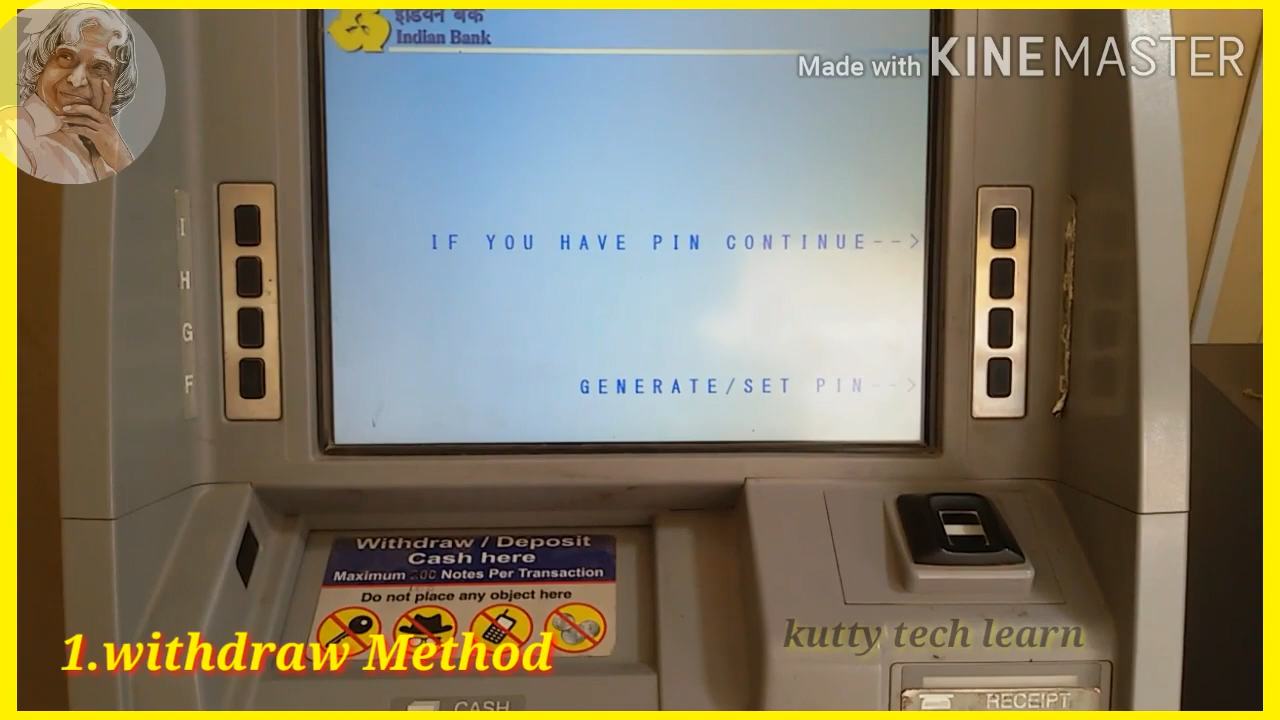 इंडियन बैंक
Indian Bank
Made with KINEMASTER
I
H
G
F
IF YOU HAVE PIN CONTINUE-->
GENERATE/SET PIN-->
Withdraw / Deposit
Cash here
Maximum 200 Notes Per Transaction
Do not place any object here
1.withdraw Method
kutty tech learn
CASH
RECEIPT